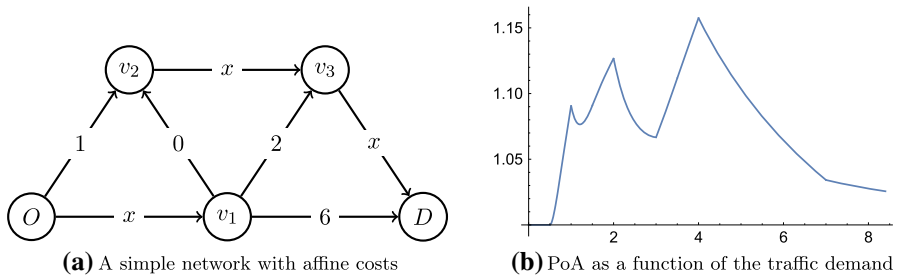 v₂ x v₃
1 0 2 x
O x v₁ 6 D
(a) A simple network with affine costs
1.15
1.10
1.05
2 4 6 8
(b) PoA as a function of the traffic demand